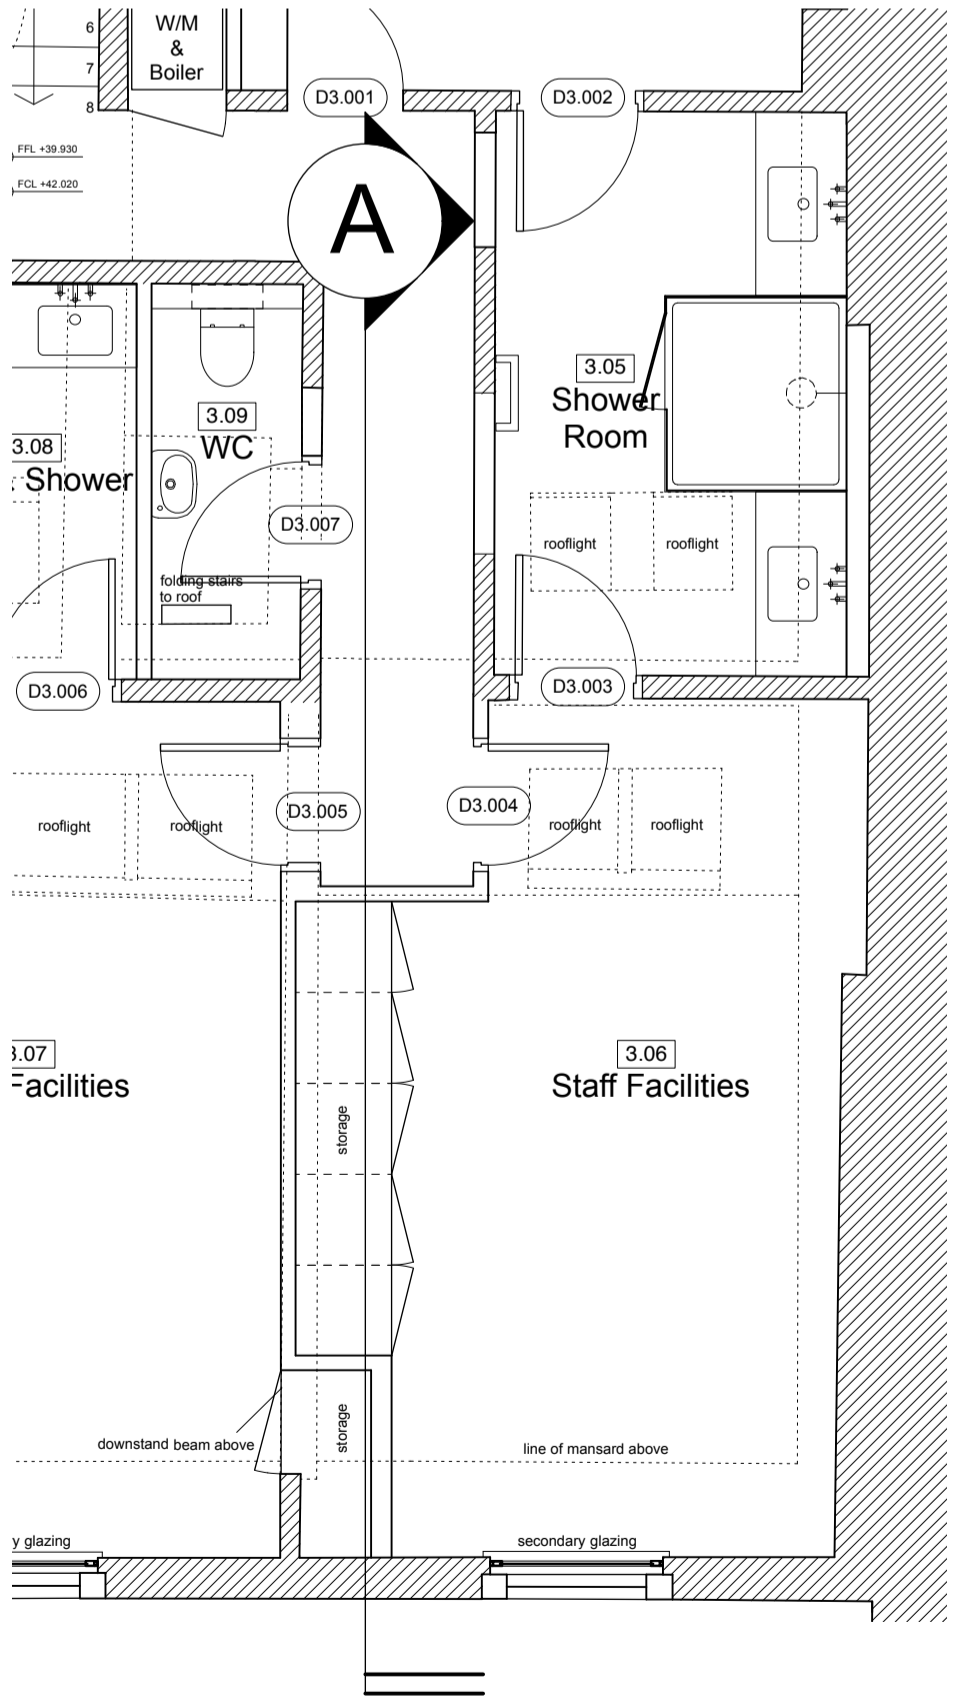 6
7
8
W/M
&
Boiler
D3.001
D3.002
FFL +39.930
FCL +42.020
A
3.05
Shower
Room
3.09
WC
3.08
Shower
D3.007
rooflight
rooflight
folding stairs
to roof
D3.006
D3.003
D3.005
D3.004
rooflight
rooflight
rooflight
rooflight
3.07
Facilities
3.06
Staff Facilities
storage
storage
downstand beam above
line of mansard above
y glazing
secondary glazing